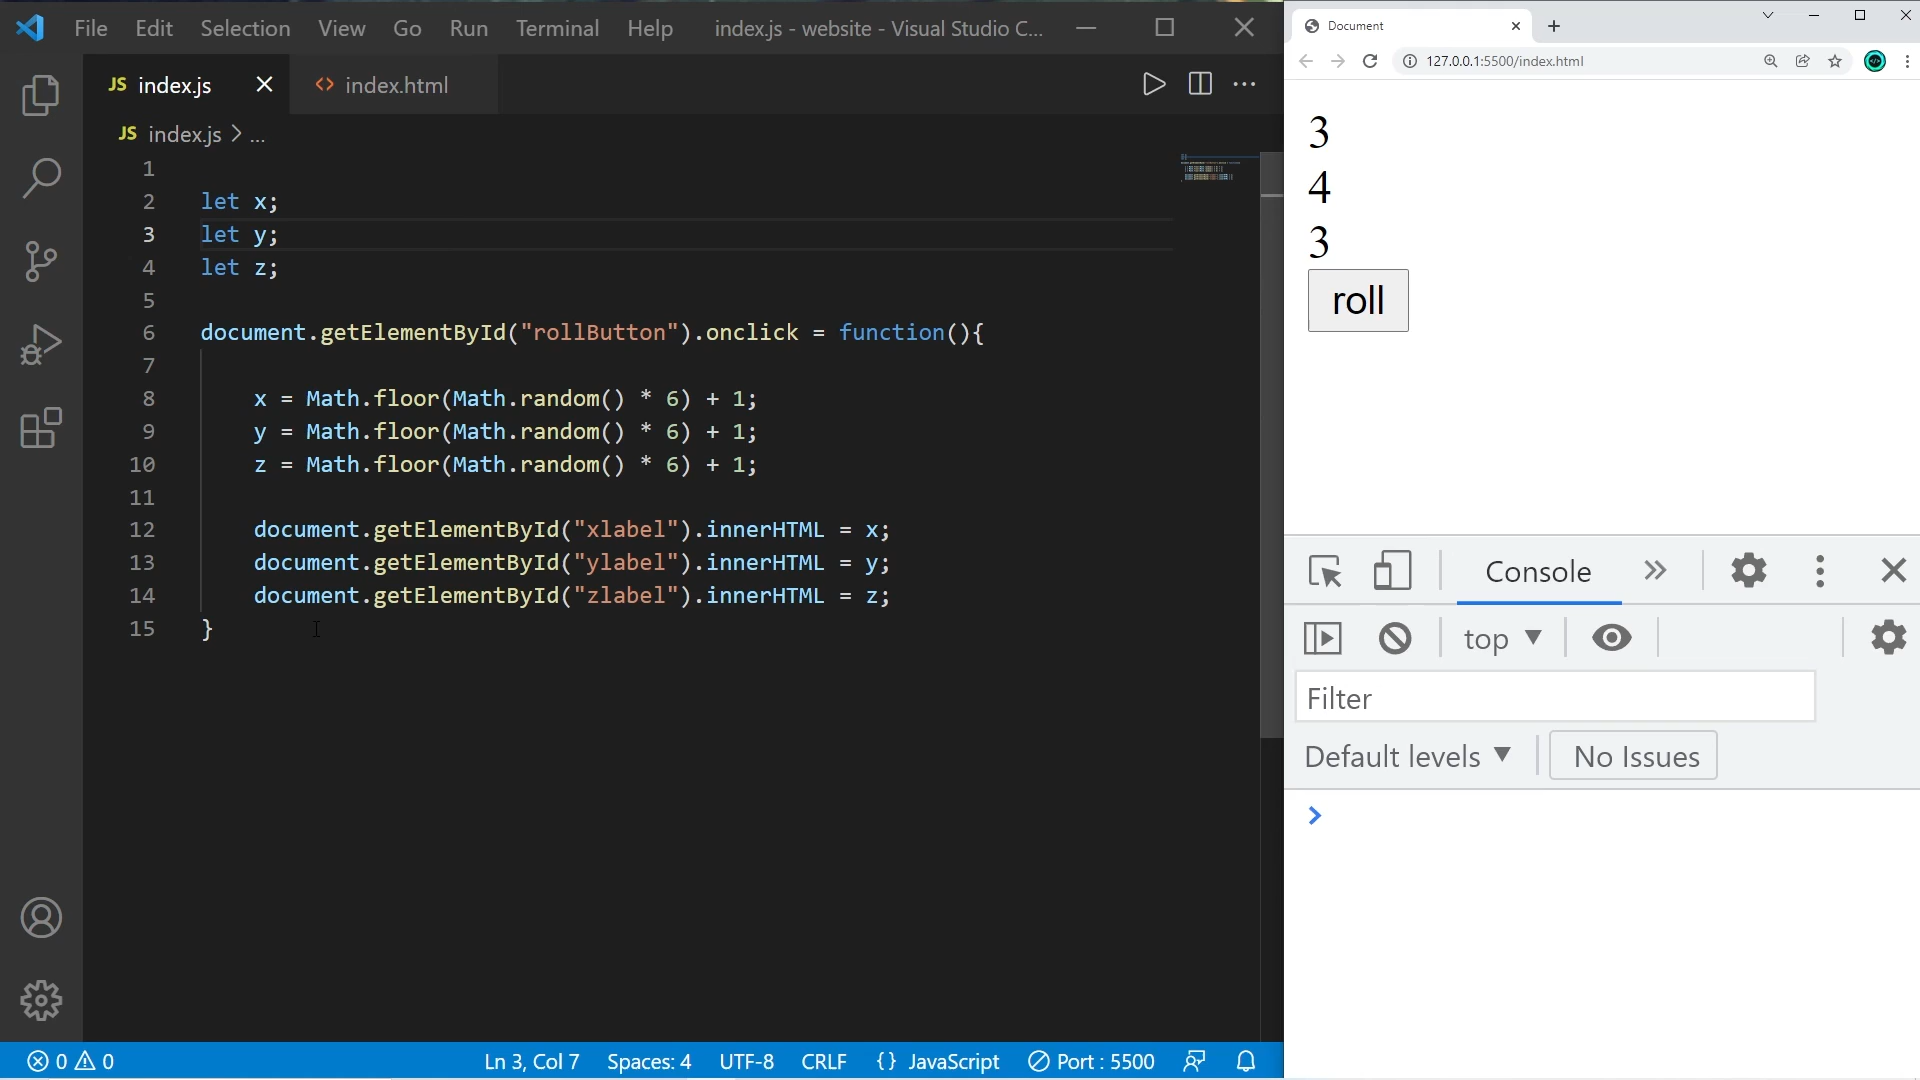 File Edit Selection View Go Run Terminal Help index.js - website - Visual Studio C...
JS index.js
<> index.html
JS index.js > ...
1
2 let x;
3 let y;
4 let z;
5
6 document.getElementById("rollButton").onclick = function(){
7
8 x = Math.floor(Math.random() * 6) + 1;
9 y = Math.floor(Math.random() * 6) + 1;
10 z = Math.floor(Math.random() * 6) + 1;
11
12 document.getElementById("xlabel").innerHTML = x;
13 document.getElementById("ylabel").innerHTML = y;
14 document.getElementById("zlabel").innerHTML = z;
15 }
0 0 Ln 3, Col 7 Spaces: 4 UTF-8 CRLF {} JavaScript Port : 5500
Document
127.0.0.1:5500/index.html
3
4
3
roll
Console
top
Filter
Default levels No Issues